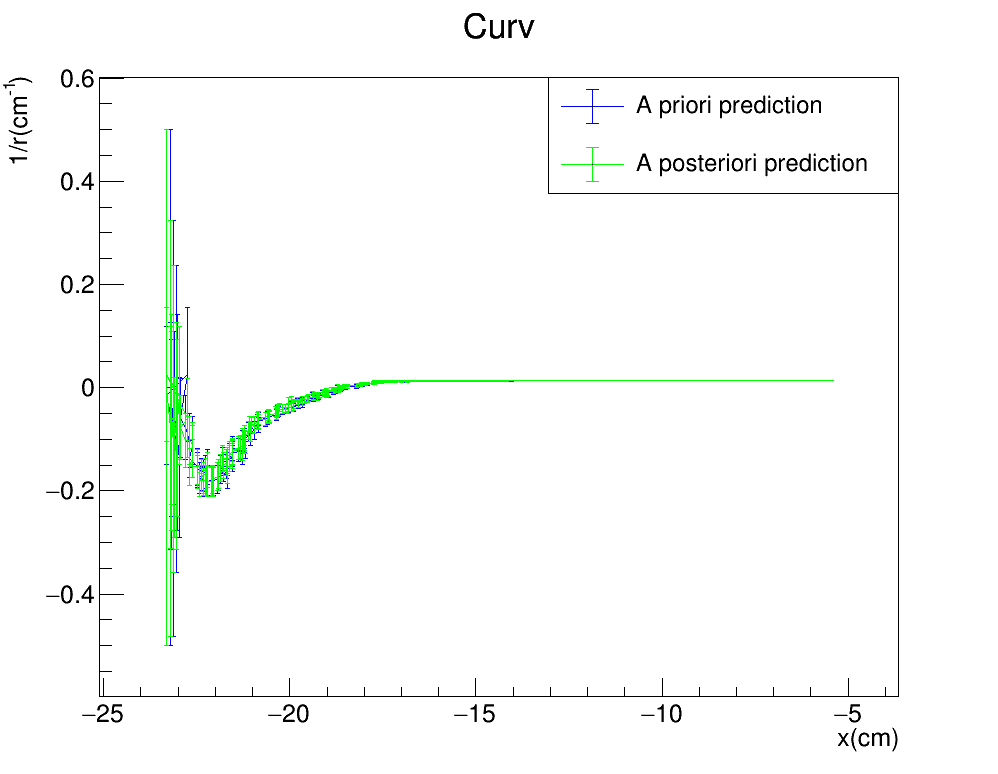 Curv
1/r(cm⁻¹)
0.6
0.4
0.2
0
−0.2
−0.4
A priori prediction
A posteriori prediction
−25 −20 −15 −10 −5
x(cm)